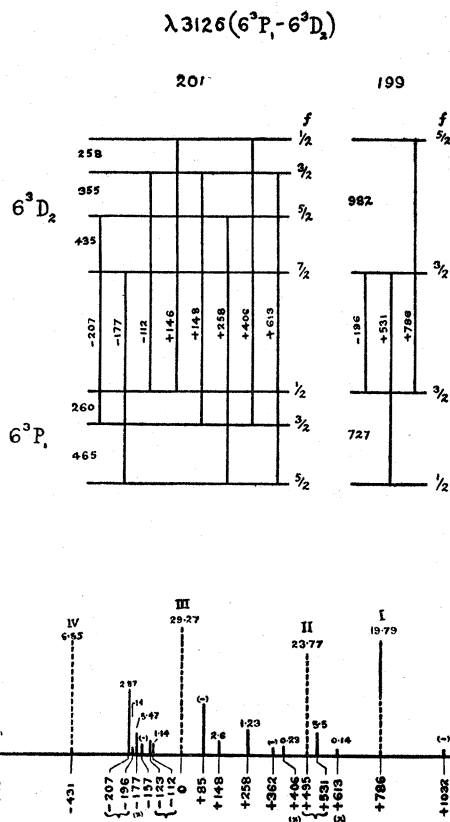 λ3126 (6³P₁-6³D₂)
201 199
f
½
5/2
258
3/2
355
6³D₂
5/2
982
435
7/2
3/2
-207 -177 -112 +146 +148 +258 +406 +613 -196 +531 +786
½
3/2
260
3/2
6³P₁
465
727
5/2
½
IV III II I
6·85 29·27 23·77 19·79
2·87 ·14 5·47 (-) 1·14 (-) 2·6 1·23 (-) 0·23 5·5 0·14 (-)
-431 -207 -196 -177 -157 -123 -112 0 +85 +148 +258 +362 +406 +495 +531 +613 +786 +1032